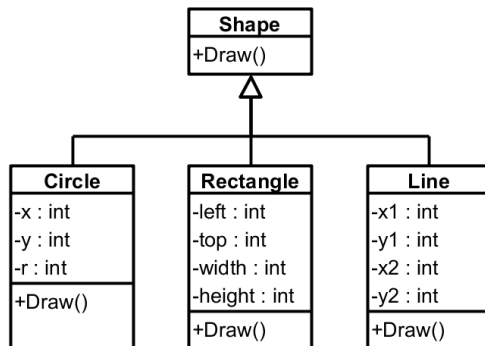 Shape
+Draw()
Circle
-x : int
-y : int
-r : int
+Draw()
Rectangle
-left : int
-top : int
-width : int
-height : int
+Draw()
Line
-x1 : int
-y1 : int
-x2 : int
-y2 : int
+Draw()